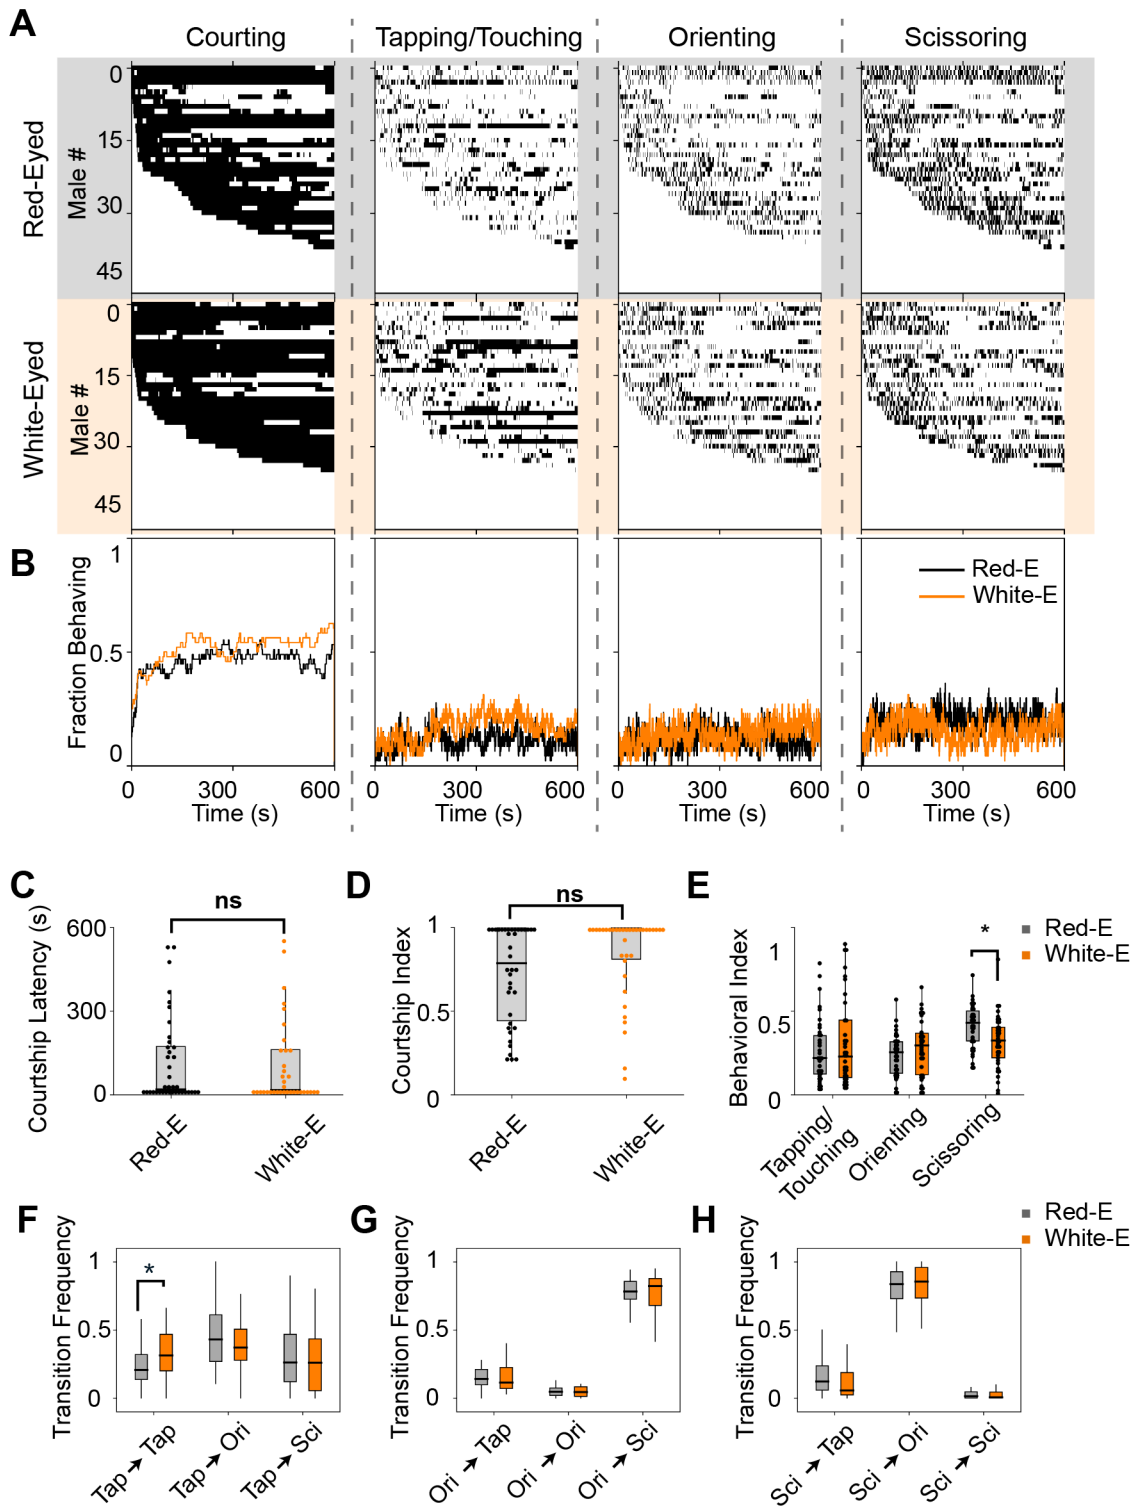 A
Courting
Tapping/Touching
Orienting
Scissoring
Red-Eyed
Male #
0
15
30
45
White-Eyed
Male #
0
15
30
45
B
Fraction Behaving
1
0.5
0
Red-E
White-E
0 300 600
0 300 600
0 300 600
0 300 600
Time (s)
Time (s)
Time (s)
Time (s)
C
Courtship Latency (s)
600
300
0
ns
Red-E
White-E
D
Courtship Index
1
0.5
0
ns
Red-E
White-E
E
Behavioral Index
1
0.5
0
*
Red-E
White-E
Tapping/
Touching
Orienting
Scissoring
F
Transition Frequency
1
0.5
0
*
Tap → Tap
Tap → Ori
Tap → Sci
G
Transition Frequency
1
0.5
0
Ori → Tap
Ori → Ori
Ori → Sci
H
Transition Frequency
1
0.5
0
Red-E
White-E
Sci → Tap
Sci → Ori
Sci → Sci